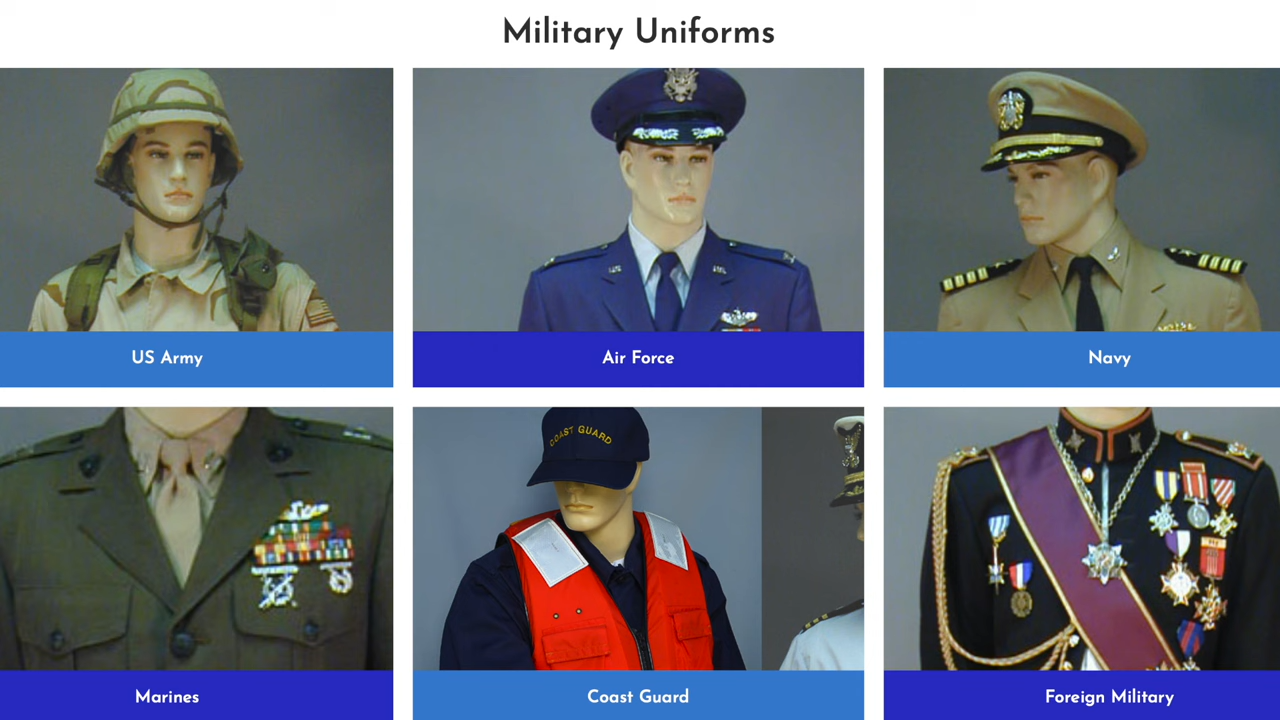 Military Uniforms
US Army
Air Force
Navy
COAST GUARD
Marines
Coast Guard
Foreign Military